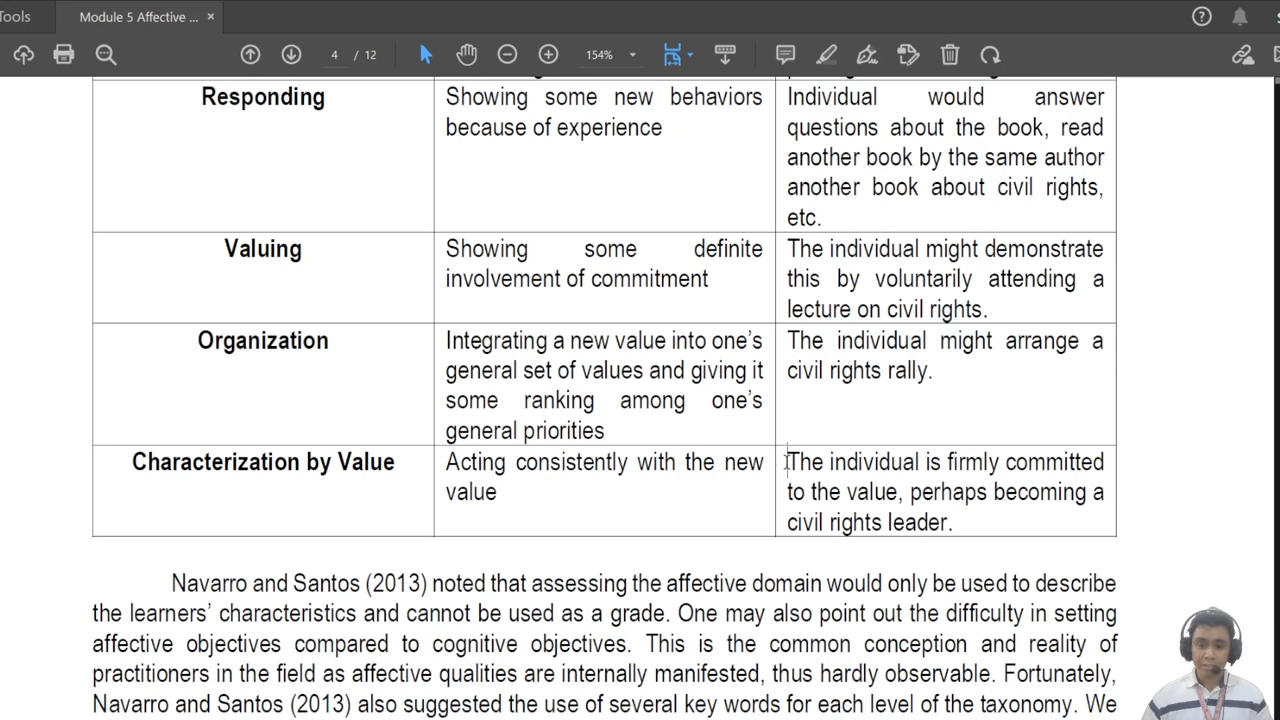 Tools
Module 5 Affective ... ×
4 / 12
154%
Responding
Showing some new behaviors
because of experience
Individual would answer
questions about the book, read
another book by the same author
another book about civil rights,
etc.
Valuing
Showing some definite
involvement of commitment
The individual might demonstrate
this by voluntarily attending a
lecture on civil rights.
Organization
Integrating a new value into one's
general set of values and giving it
some ranking among one's
general priorities
The individual might arrange a
civil rights rally.
Characterization by Value
Acting consistently with the new
value
The individual is firmly committed
to the value, perhaps becoming a
civil rights leader.
Navarro and Santos (2013) noted that assessing the affective domain would only be used to describe
the learners' characteristics and cannot be used as a grade. One may also point out the difficulty in setting
affective objectives compared to cognitive objectives. This is the common conception and reality of
practitioners in the field as affective qualities are internally manifested, thus hardly observable. Fortunately,
Navarro and Santos (2013) also suggested the use of several key words for each level of the taxonomy. We